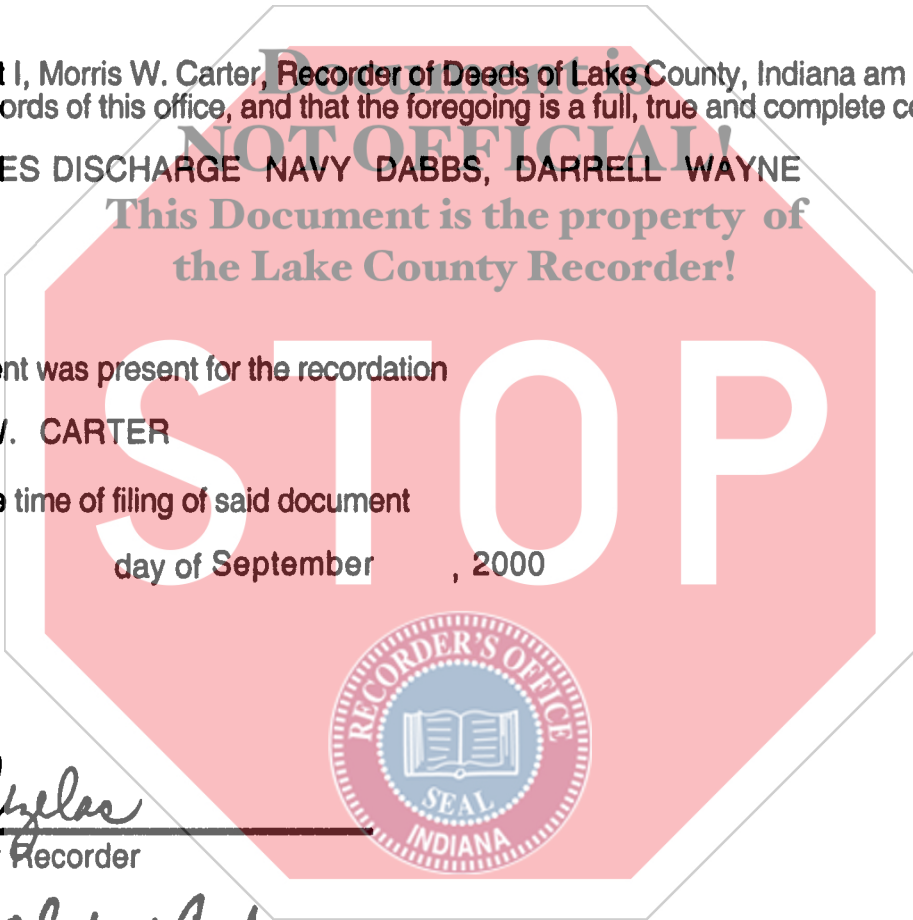 t I, Morris W. Carter, Recorder of Deeds of Lake County, Indiana am
Document is
ords of this office, and that the foregoing is a full, true and complete co
NOT OFFICIAL!
ES DISCHARGE NAVY DABBS, DARRELL WAYNE
This Document is the property of
the Lake County Recorder!
STOP
ent was present for the recordation
W. CARTER
e time of filing of said document
day of September , 2000
RECORDER'S OFFICE
SEAL
INDIANA
Recorder